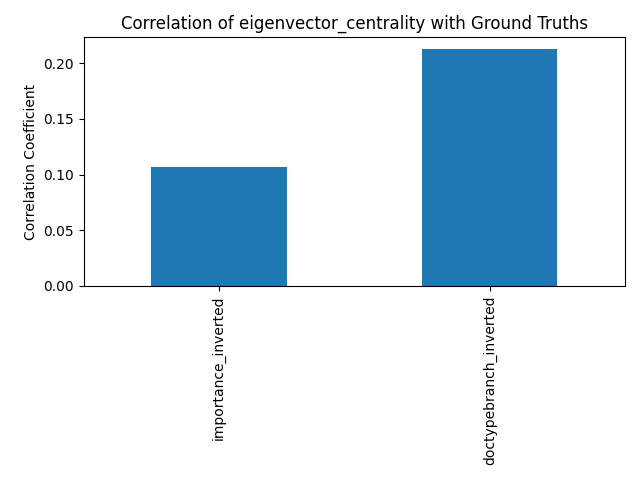 Correlation of eigenvector_centrality with Ground Truths
Correlation Coefficient
0.20
0.15
0.10
0.05
0.00
importance_inverted
doctypebranch_inverted